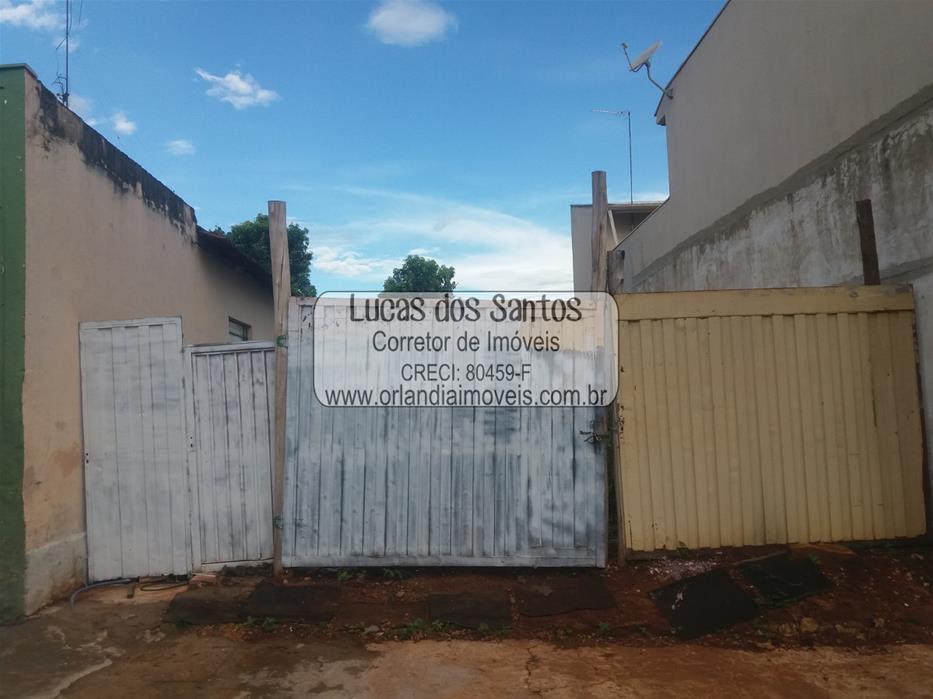 Lucas dos Santos
Corretor de Imóveis
CRECI: 80459-F
www.orlandiaimoveis.com.br